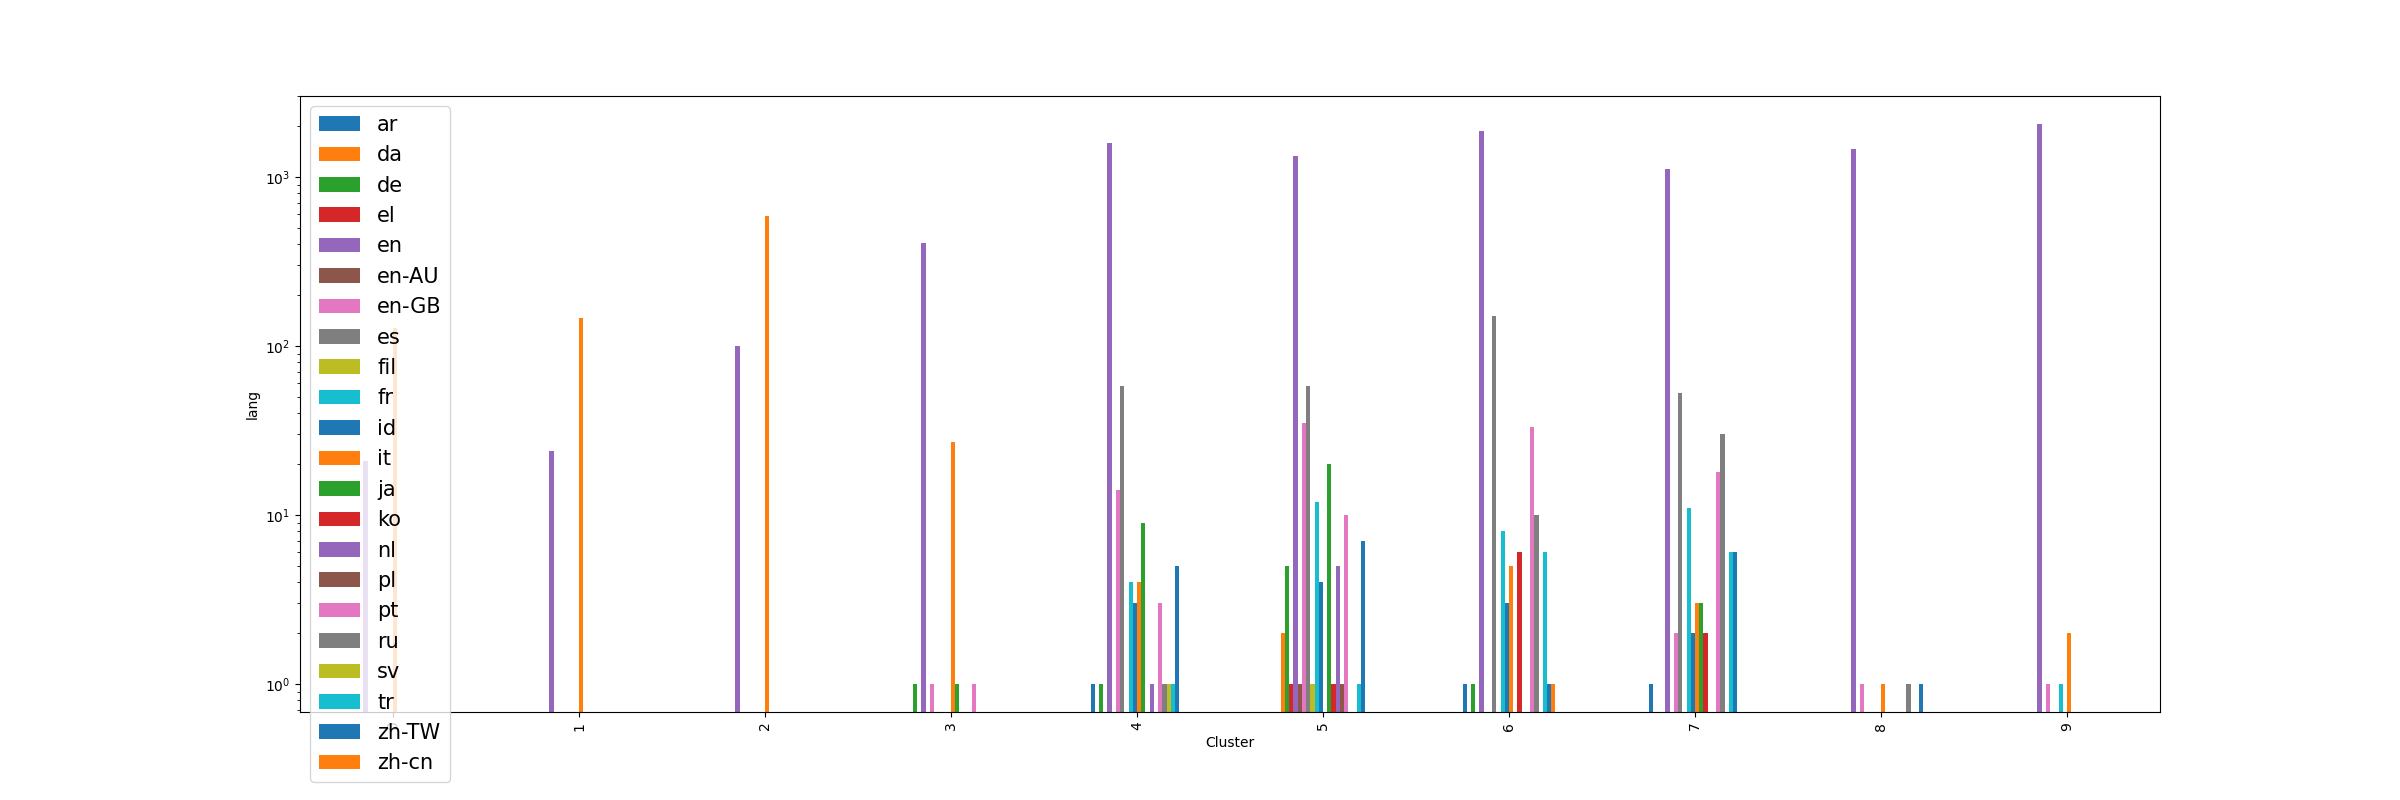 ar
da
de
el
en
en-AU
en-GB
es
fil
fr
id
it
ja
ko
nl
pl
pt
ru
sv
tr
zh-TW
zh-cn
lang
10³
10²
10¹
10⁰
1
2
3
4
5
6
7
8
9
Cluster